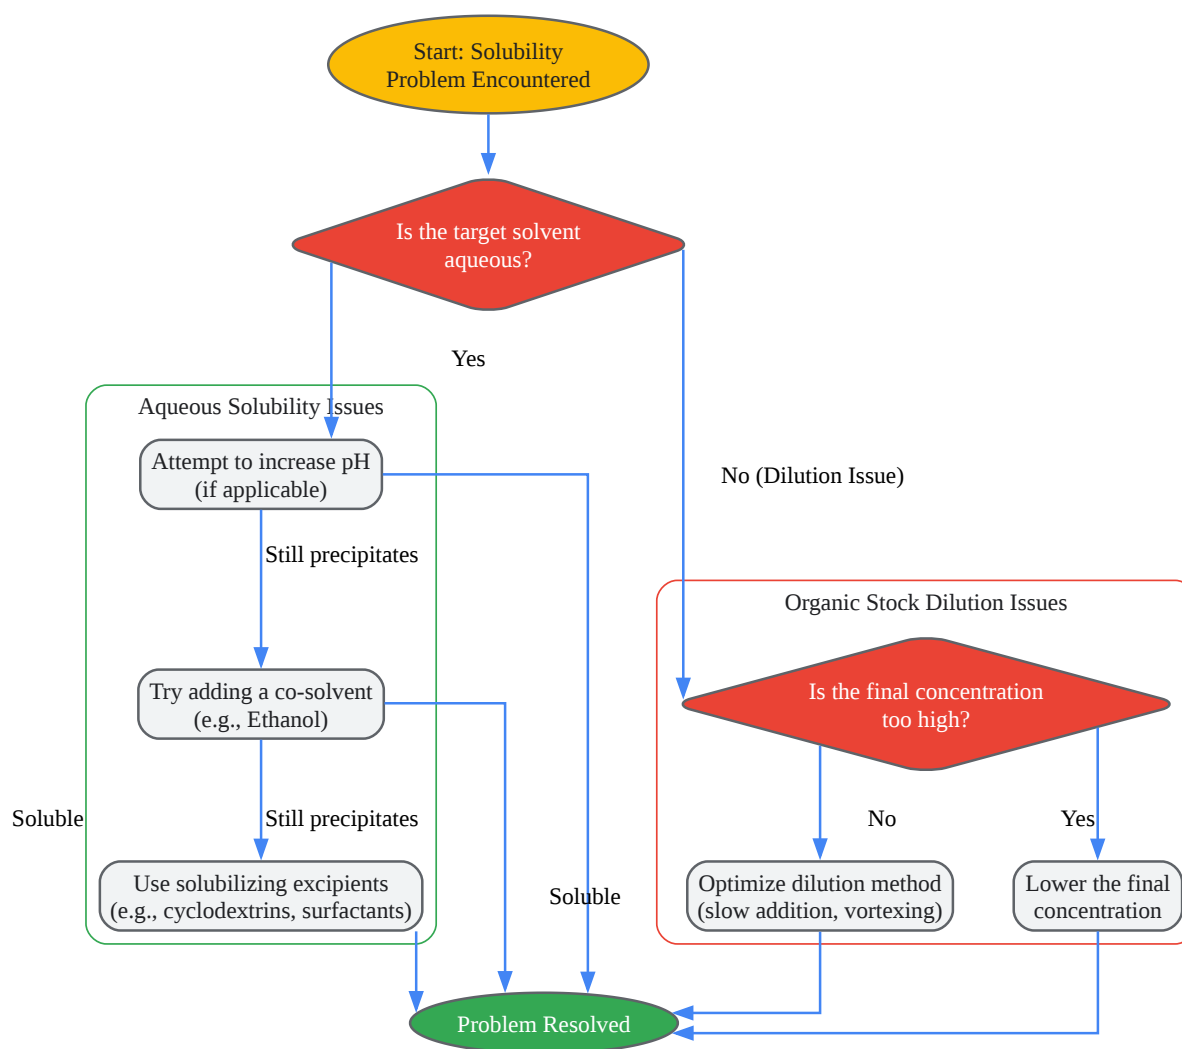 Start: Solubility
Problem Encountered
Is the target solvent
aqueous?
Yes
Aqueous Solubility Issues
Attempt to increase pH
(if applicable)
No (Dilution Issue)
Still precipitates
Organic Stock Dilution Issues
Try adding a co-solvent
(e.g., Ethanol)
Is the final concentration
too high?
Soluble
Still precipitates
No
Yes
Use solubilizing excipients
(e.g., cyclodextrins, surfactants)
Soluble
Optimize dilution method
(slow addition, vortexing)
Lower the final
concentration
Problem Resolved